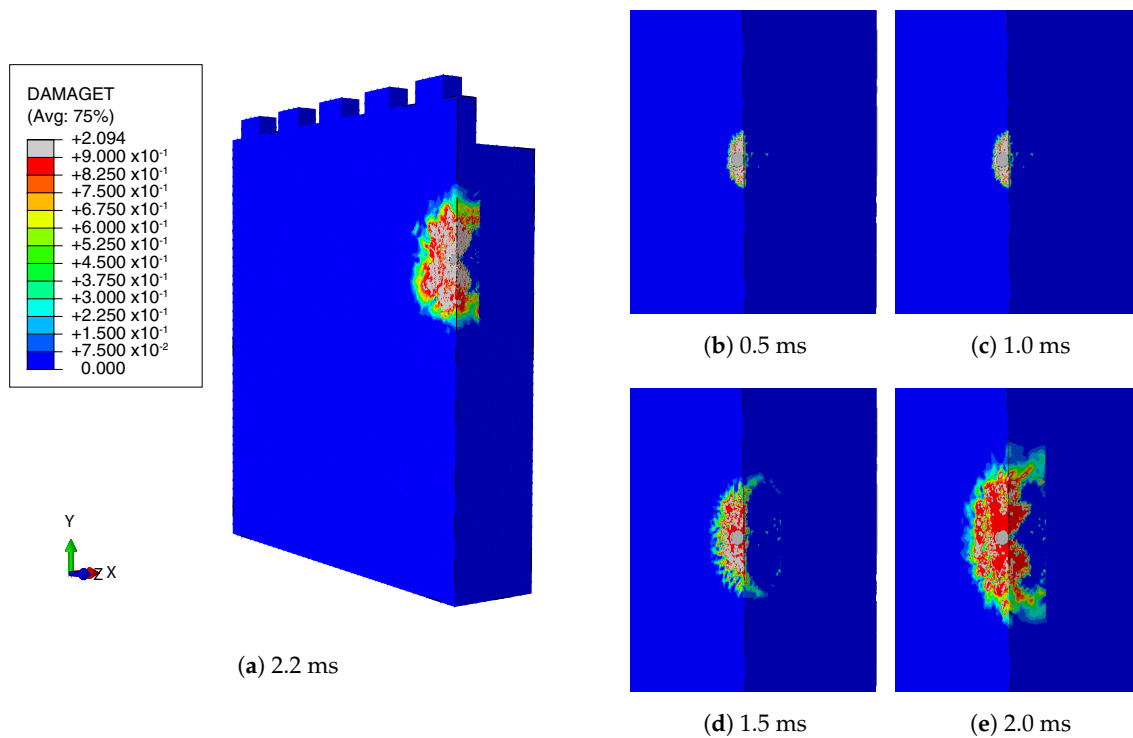 DAMAGET
(Avg: 75%)
+2.094
+9.000 x10-1
+8.250 x10-1
+7.500 x10-1
+6.750 x10-1
+6.000 x10-1
+5.250 x10-1
+4.500 x10-1
+3.750 x10-1
+3.000 x10-1
+2.250 x10-1
+1.500 x10-1
+7.500 x10-2
0.000
Y
Z X
(a) 2.2 ms
(b) 0.5 ms
(c) 1.0 ms
(d) 1.5 ms
(e) 2.0 ms